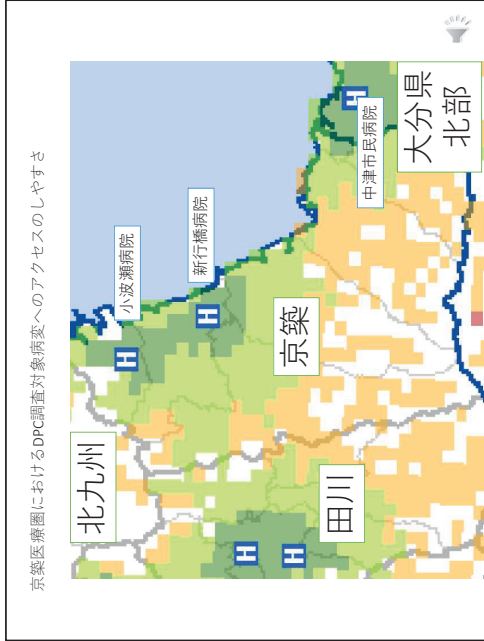 京築医療圏におけるDPC調査対象病変へのアクセスのしやすさ
北九州
小波瀬病院
H
新行橋病院
H
京築
田川
H
H
中津市民病院
H
大分県
北部